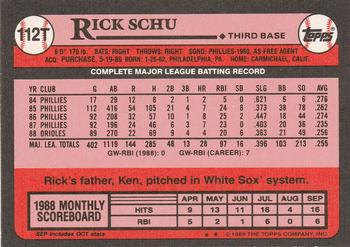 112T RICK SCHU THIRD BASE Topps
6'0" 170 lb. BATS: RIGHT THROWS: RIGHT SGND: PHILLIES-1980, AS FREE AGENT
ACQ: PURCHASE, 5-19-89 BORN: 1-26-62, PHILADELPHIA, PA. HOME: CARMICHAEL, CALIF.
COMPLETE MAJOR LEAGUE BATTING RECORD
YR CLUB G AB R H 2B 3B HR RBI SB SLG BB SO AVG
84 PHILLIES 17 29 12 8 2 1 2 5 0 .621 6 6 .276
85 PHILLIES 112 416 54 105 21 4 7 24 8 .373 38 78 .252
86 PHILLIES 92 208 32 57 10 1 8 25 2 .447 18 44 .274
87 PHILLIES 92 196 24 46 6 3 7 23 0 .403 20 36 .235
88 ORIOLES 89 270 22 69 9 4 4 20 6 .363 21 49 .256
MAJ. LEA. TOTALS 402 1119 144 285 48 13 28 97 16 .399 103 213 .255
GW-RBI (1988): 0 GW-RBI (CAREER): 7
Rick's father, Ken, pitched in White Sox' system.
1988 MONTHLY SCOREBOARD
APR MAY JUN JUL AUG SEP
HITS 9 13 11 4 16 16
RBI 5 2 6 0 2 5
SEP includes OCT stats
© 1989 THE TOPPS COMPANY, INC.